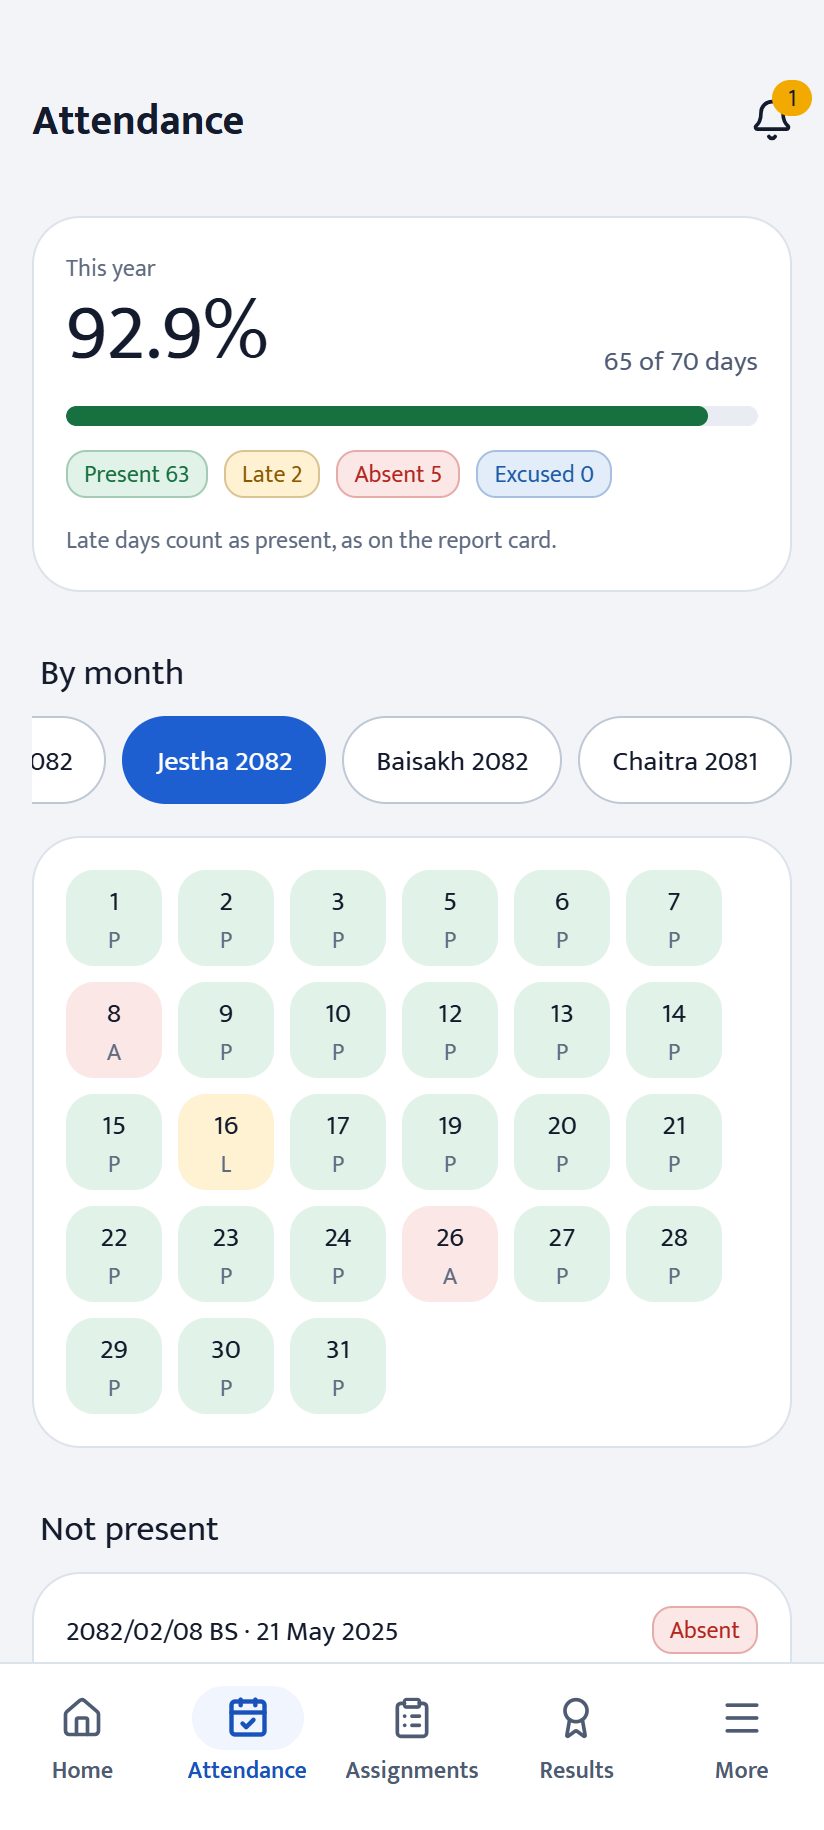 1
Attendance
This year
92.9%
65 of 70 days
Present 63 Late 2 Absent 5 Excused 0
Late days count as present, as on the report card.
By month
082 Jestha 2082 Baisakh 2082 Chaitra 2081
1 2 3 5 6 7
P P P P P P
8 9 10 12 13 14
A P P P P P
15 16 17 19 20 21
P L P P P P
22 23 24 26 27 28
P P P A P P
29 30 31
P P P
Not present
2082/02/08 BS · 21 May 2025 Absent
Home Attendance Assignments Results More